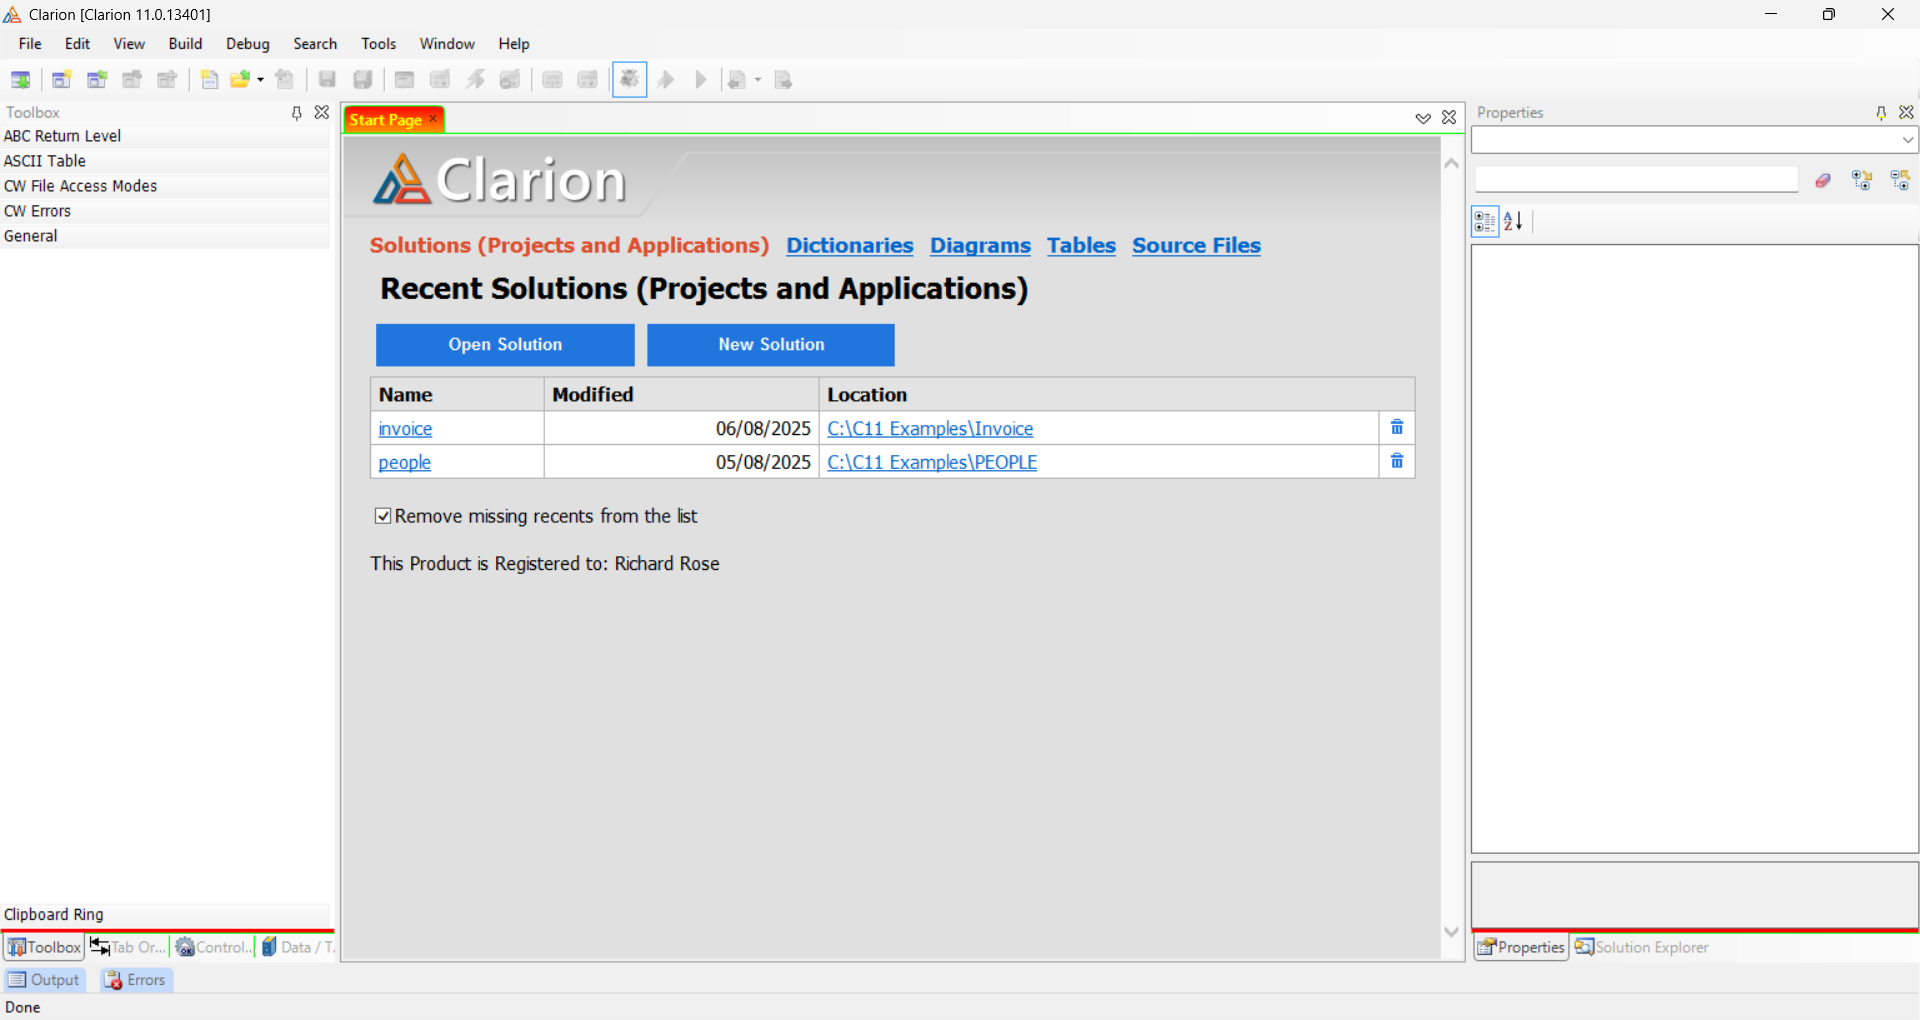 Clarion [Clarion 11.0.13401]
File Edit View Build Debug Search Tools Window Help
Toolbox
ABC Return Level
ASCII Table
CW File Access Modes
CW Errors
General
Clipboard Ring
Toolbox Tab Or... Control... Data / T...
Output Errors
Done
Start Page
Clarion
Solutions (Projects and Applications) Dictionaries Diagrams Tables Source Files
Recent Solutions (Projects and Applications)
Open Solution New Solution
Name Modified Location
invoice 06/08/2025 C:\C11 Examples\Invoice
people 05/08/2025 C:\C11 Examples\PEOPLE
Remove missing recents from the list
This Product is Registered to: Richard Rose
Properties
Properties Solution Explorer